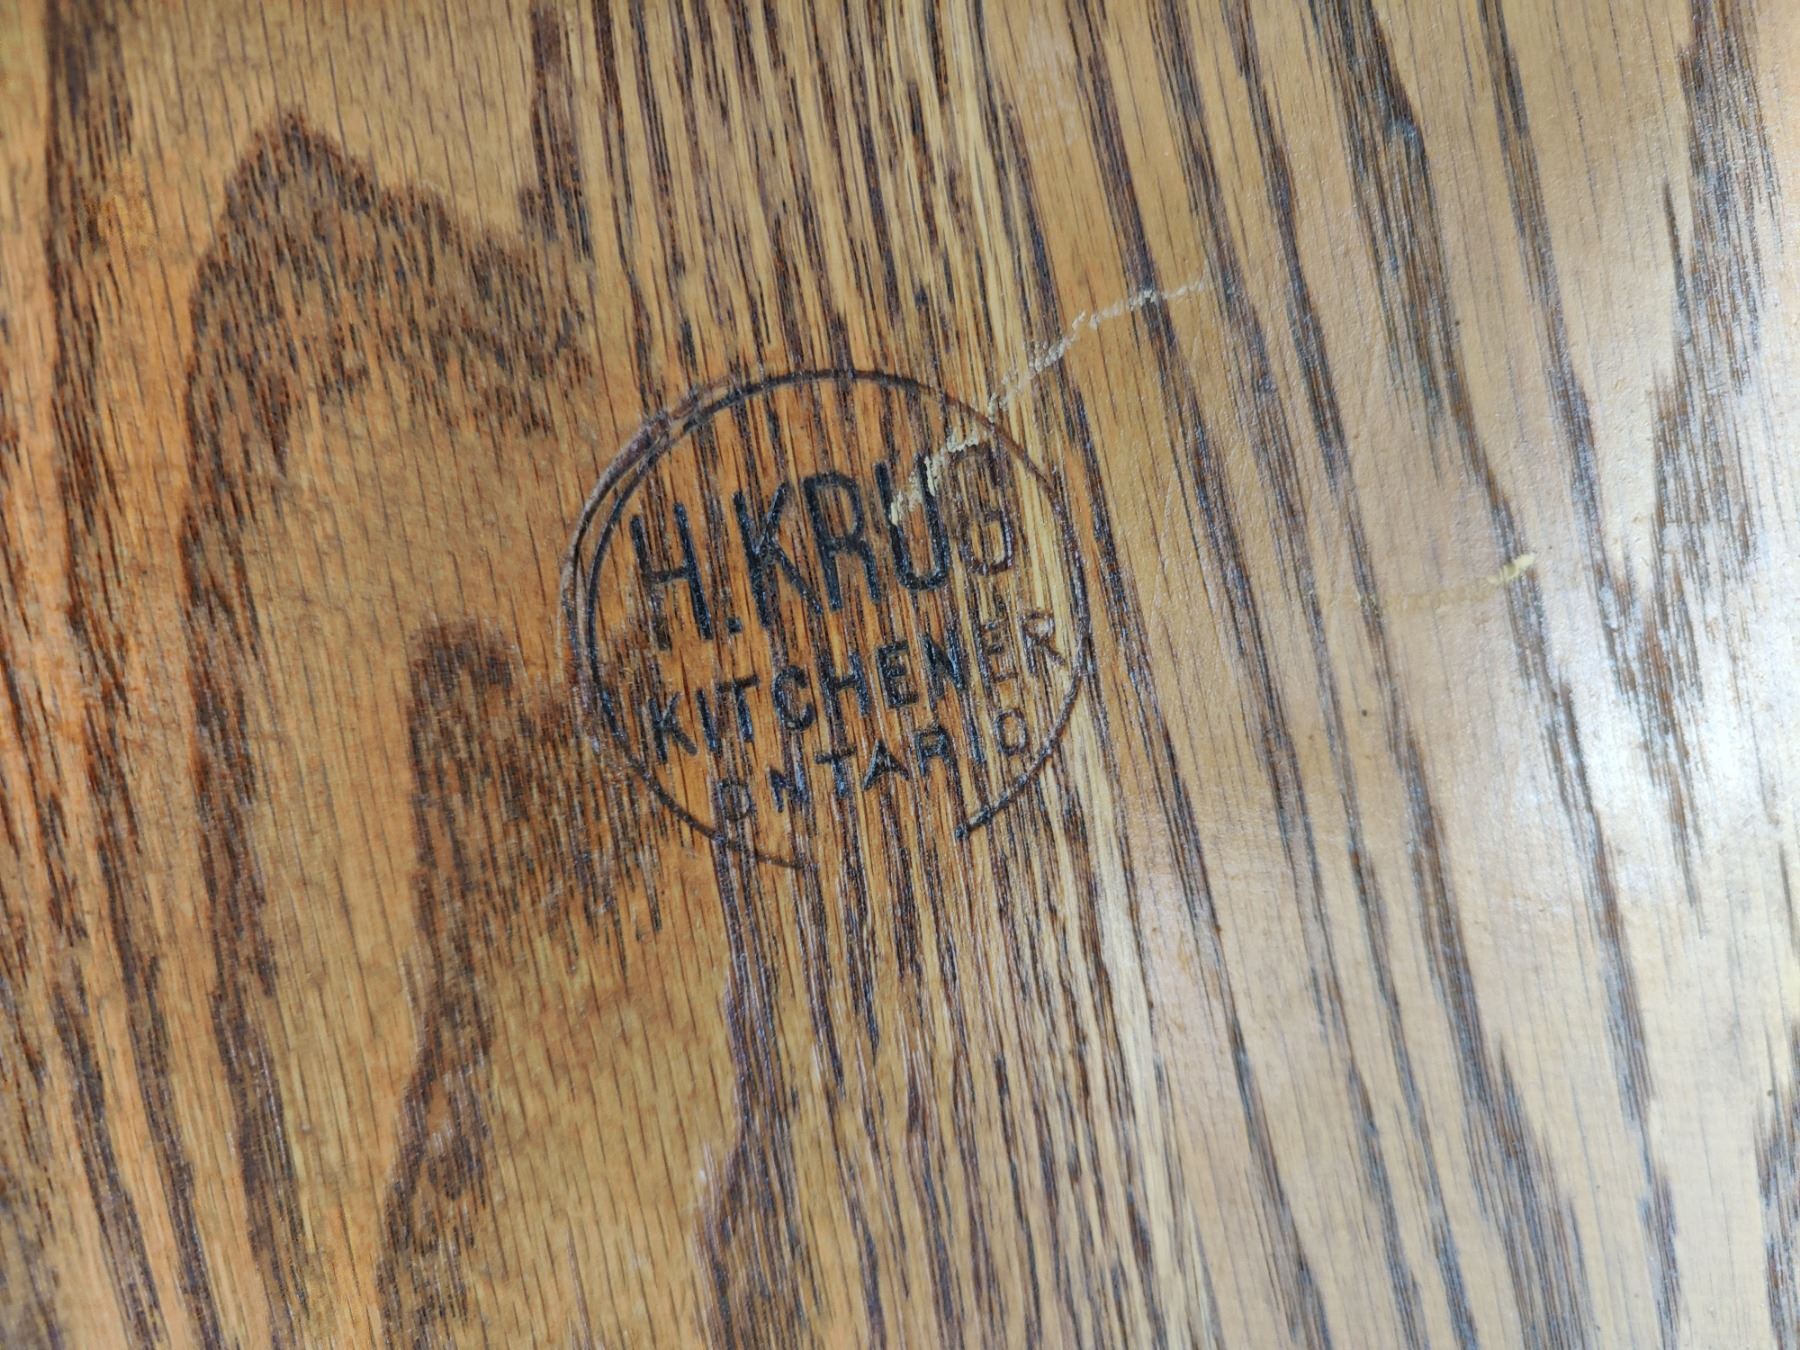 H. KRUG
KITCHENER
ONTARIO